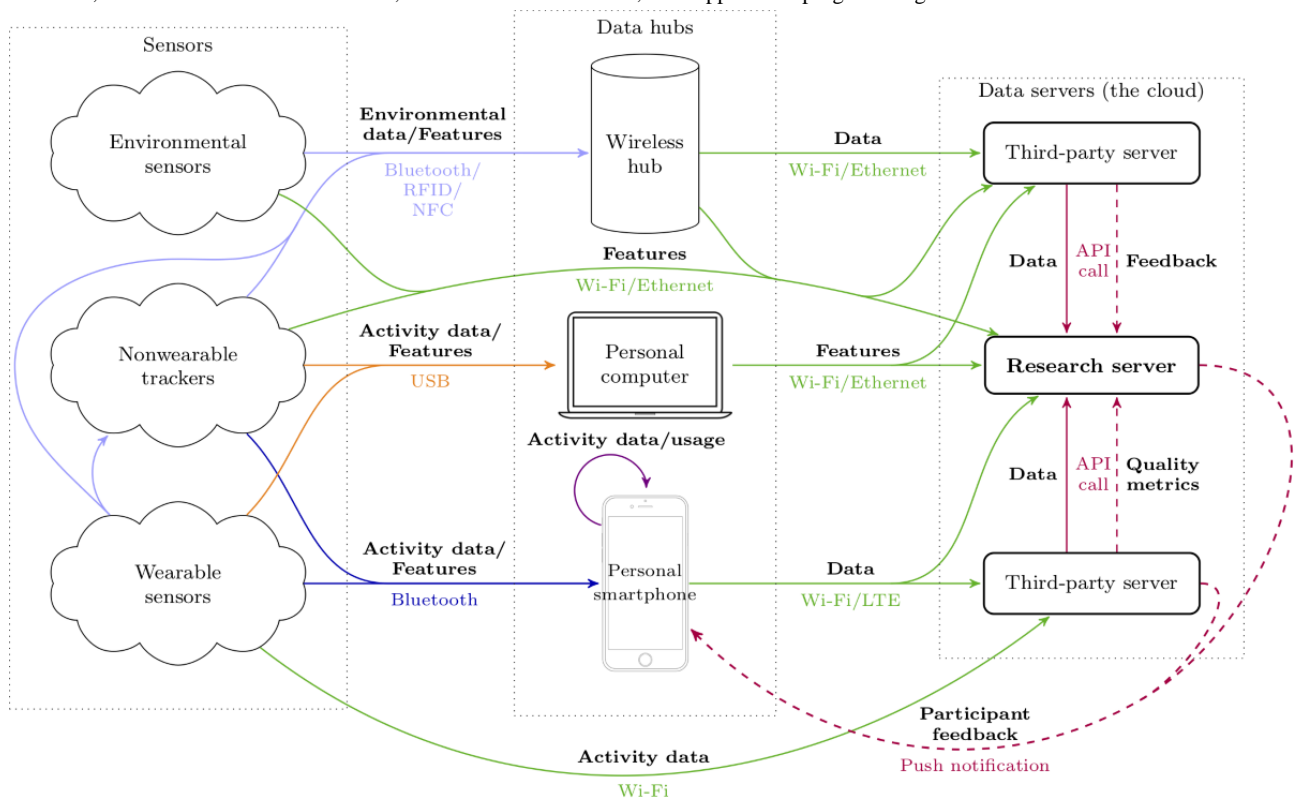 Sensors
Data hubs
Data servers (the cloud)
Environmental
sensors
Environmental
data/Features
Bluetooth/
RFID/
NFC
Wireless
hub
Data
Wi-Fi/Ethernet
Third-party server
Features
Wi-Fi/Ethernet
Data
API
call
Feedback
Nonwearable
trackers
Activity data/
Features
USB
Personal
computer
Features
Wi-Fi/Ethernet
Research server
Activity data/usage
Data
API
call
Quality
metrics
Wearable
sensors
Activity data/
Features
Bluetooth
Personal
smartphone
Data
Wi-Fi/LTE
Third-party server
Participant
feedback
Push notification
Activity data
Wi-Fi